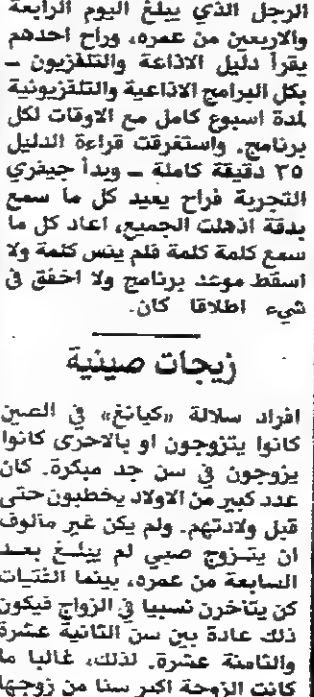 الرجل الذي يبلغ اليوم الرابعة
والاربعين من عمره، وراح احدهم
يقرأ دليل الاذاعة والتلفزيون ـ
بكل البرامج الاذاعية والتلفزيونية
لمدة اسبوع كامل مع الاوقات لكل
برنامج. واستغرقت قراءة الدليل
٣٥ دقيقة كاملة ـ وبدأ جيفري
التجربة فراح يعيد كل ما سمع
بدقة اذهلت الجميع، اعاد كل ما
سمع كلمة كلمة فلم ينس كلمة ولا
اسقط موعد برنامج ولا اخفق في
شيء اطلاقا كان.
زيجات صينية
افراد سلالة «كيانغ» في الصين
كانوا يتزوجون او بالاحرى كانوا
يزوجون في سن جد مبكرة. كان
عدد كبير من الاولاد يخطبون حتى
قبل ولادتهم. ولم يكن غير مألوف
ان يتزوج صبي لم يبلغ بعد
السابعة من عمره، بينما الفتيات
كن يتأخرن نسبيا في الزواج فيكون
ذلك عادة بين سن الثانية عشرة
والثامنة عشرة. لذلك، غالبا ما
كانت الزوجة اكبر سنا من زوجها